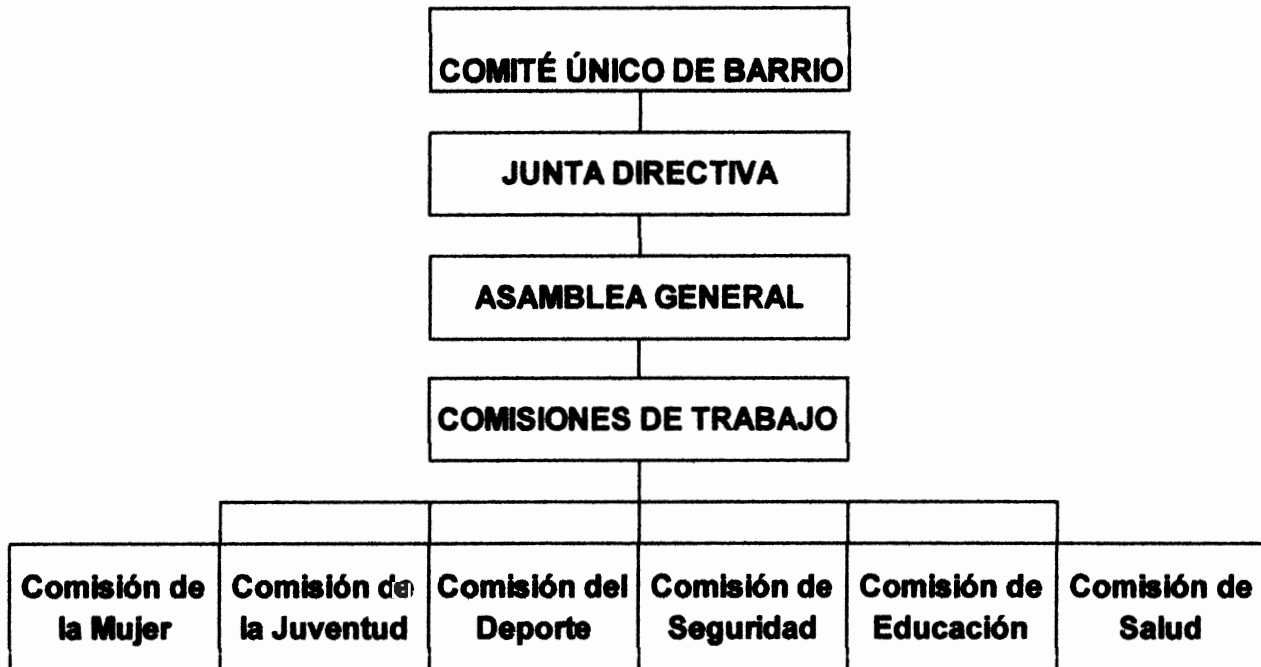 COMITÉ ÚNICO DE BARRIO
JUNTA DIRECTIVA
ASAMBLEA GENERAL
COMISIONES DE TRABAJO
Comisión de
la Mujer
Comisión de
la Juventud
Comisión del
Deporte
Comisión de
Seguridad
Comisión de
Educación
Comisión de
Salud